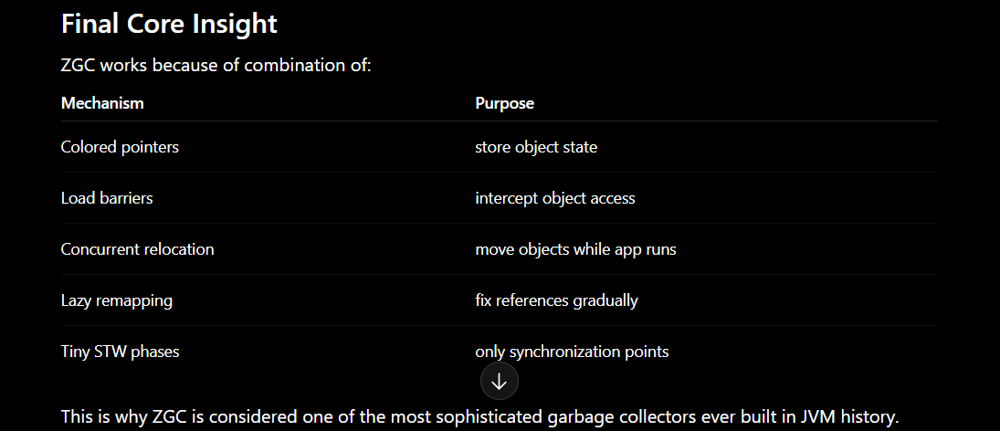 Final Core Insight
ZGC works because of combination of:
Mechanism Purpose
Colored pointers store object state
Load barriers intercept object access
Concurrent relocation move objects while app runs
Lazy remapping fix references gradually
Tiny STW phases only synchronization points
This is why ZGC is considered one of the most sophisticated garbage collectors ever built in JVM history.